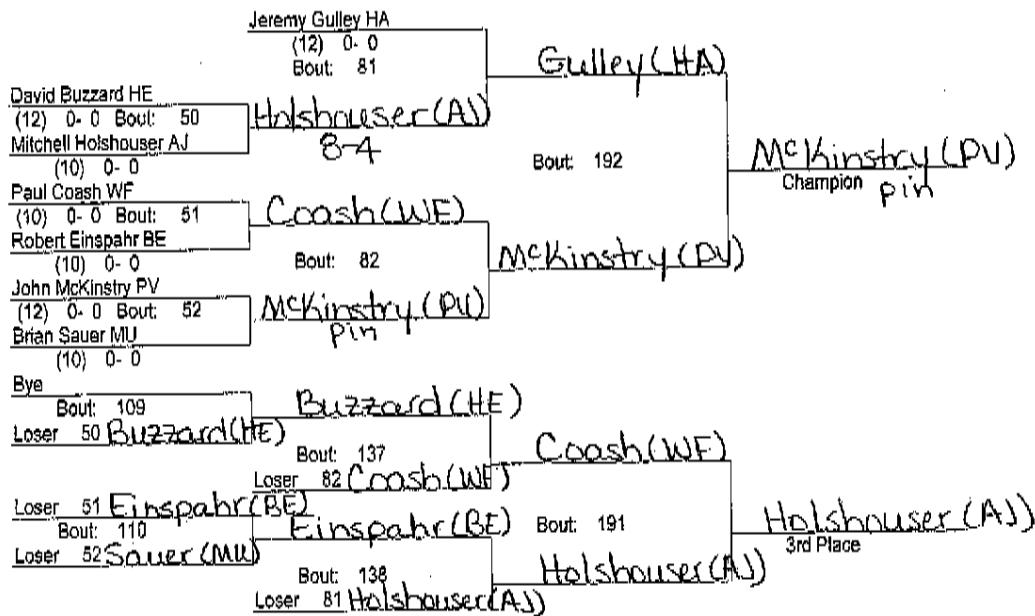 Jeremy Gulley HA
(12) 0- 0
Bout: 81
Gulley (HA)
David Buzzard HE
(12) 0- 0 Bout: 50
Holshouser (AJ)
8-4
Mitchell Holshouser AJ
(10) 0- 0
Bout: 192
McKinstry (PV)
Champion
pin
Paul Coash WF
(10) 0- 0 Bout: 51
Coash (WF)
Robert Einspahr BE
(10) 0- 0
Bout: 82
McKinstry (PV)
John McKinstry PV
(12) 0- 0 Bout: 52
McKinstry (PV)
pin
Brian Sauer MU
(10) 0- 0
Bye
Bout: 109
Buzzard (HE)
Loser 50 Buzzard (HE)
Bout: 137
Coash (WF)
Loser 82 Coash (WF)
Loser 51 Einspahr (BE)
Bout: 110
Einspahr (BE)
Bout: 191
Holshouser (AJ)
3rd Place
Loser 52 Sauer (MU)
Bout: 138
Holshouser (AJ)
Loser 81 Holshouser (AJ)